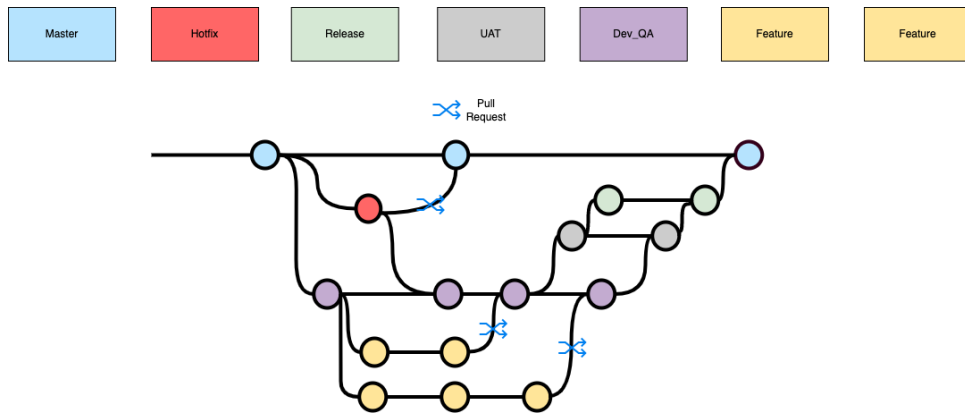 Master
Hotfix
Release
UAT
Dev_QA
Feature
Feature
Pull
Request